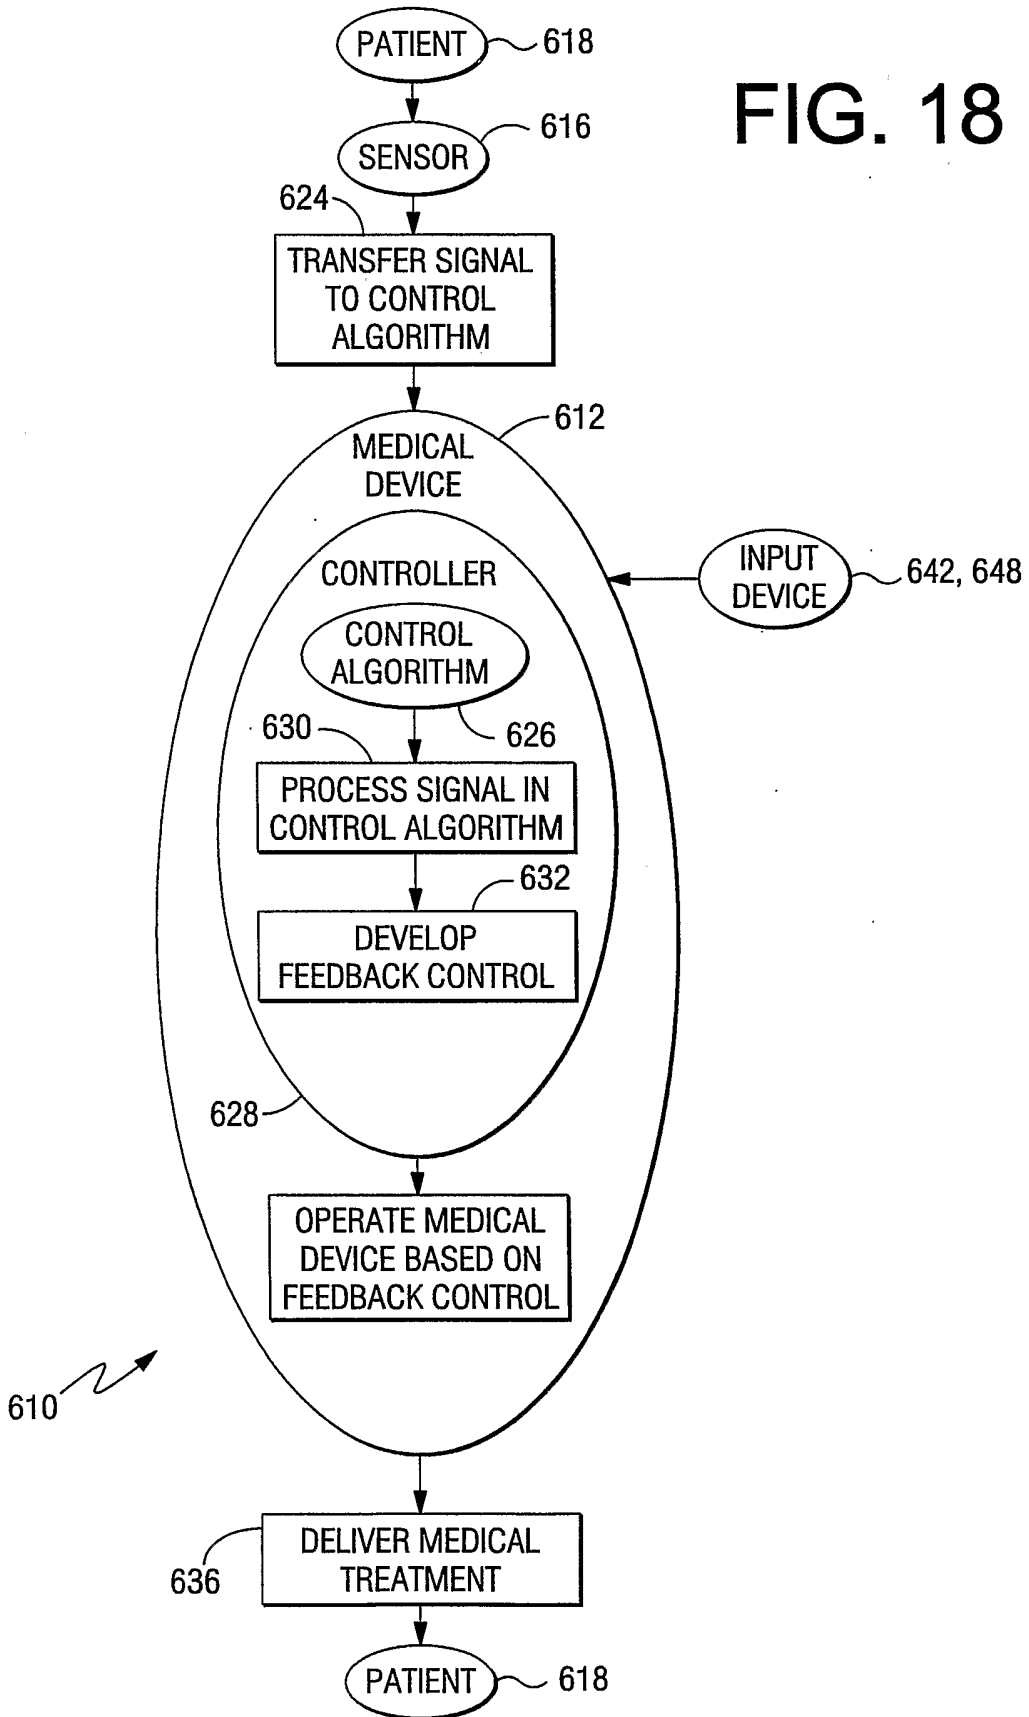 PATIENT
618
FIG. 18
SENSOR
616
624
TRANSFER SIGNAL
TO CONTROL
ALGORITHM
612
MEDICAL
DEVICE
CONTROLLER
INPUT
DEVICE
642, 648
CONTROL
ALGORITHM
626
630
PROCESS SIGNAL IN
CONTROL ALGORITHM
632
DEVELOP
FEEDBACK CONTROL
628
OPERATE MEDICAL
DEVICE BASED ON
FEEDBACK CONTROL
610
DELIVER MEDICAL
TREATMENT
636
PATIENT
618